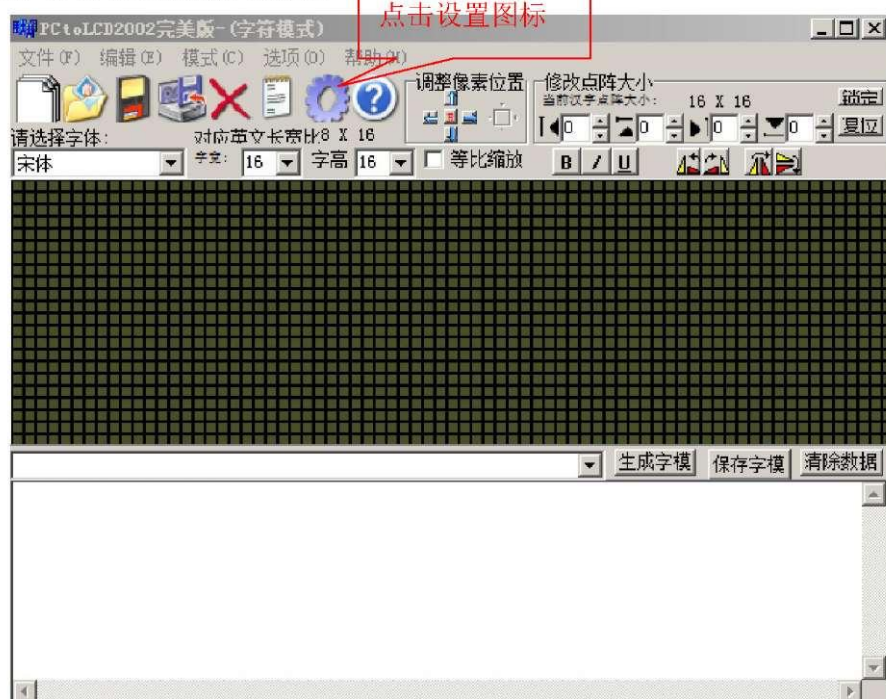 点击设置图标
PCtoLCD2002完美版-(字符模式)
文件(F) 编辑(E) 模式(C) 选项(O) 帮助(H)
调整像素位置
修改点阵大小
当前汉字点阵大小: 16 X 16
锁定
请选择字体: 对应英文长宽比8 X 16
0 0 0 0 复位
宋体 字宽: 16 字高 16 等比缩放 B I U
生成字模 保存字模 清除数据